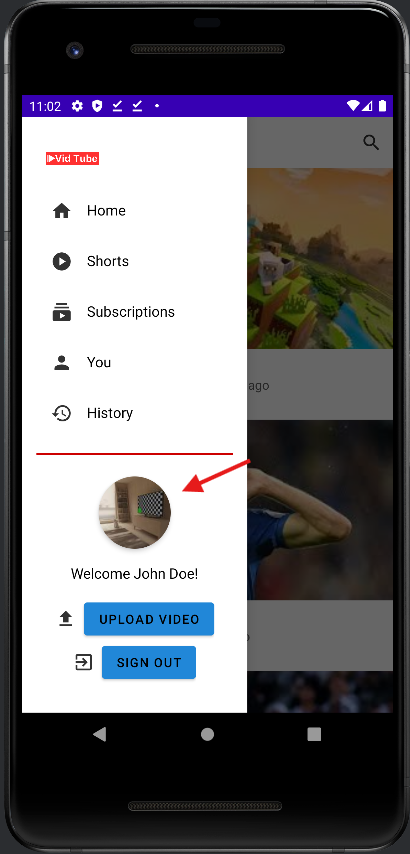 11:02
Vid Tube
Home
Shorts
Subscriptions
You
ago
History
Welcome John Doe!
UPLOAD VIDEO
SIGN OUT